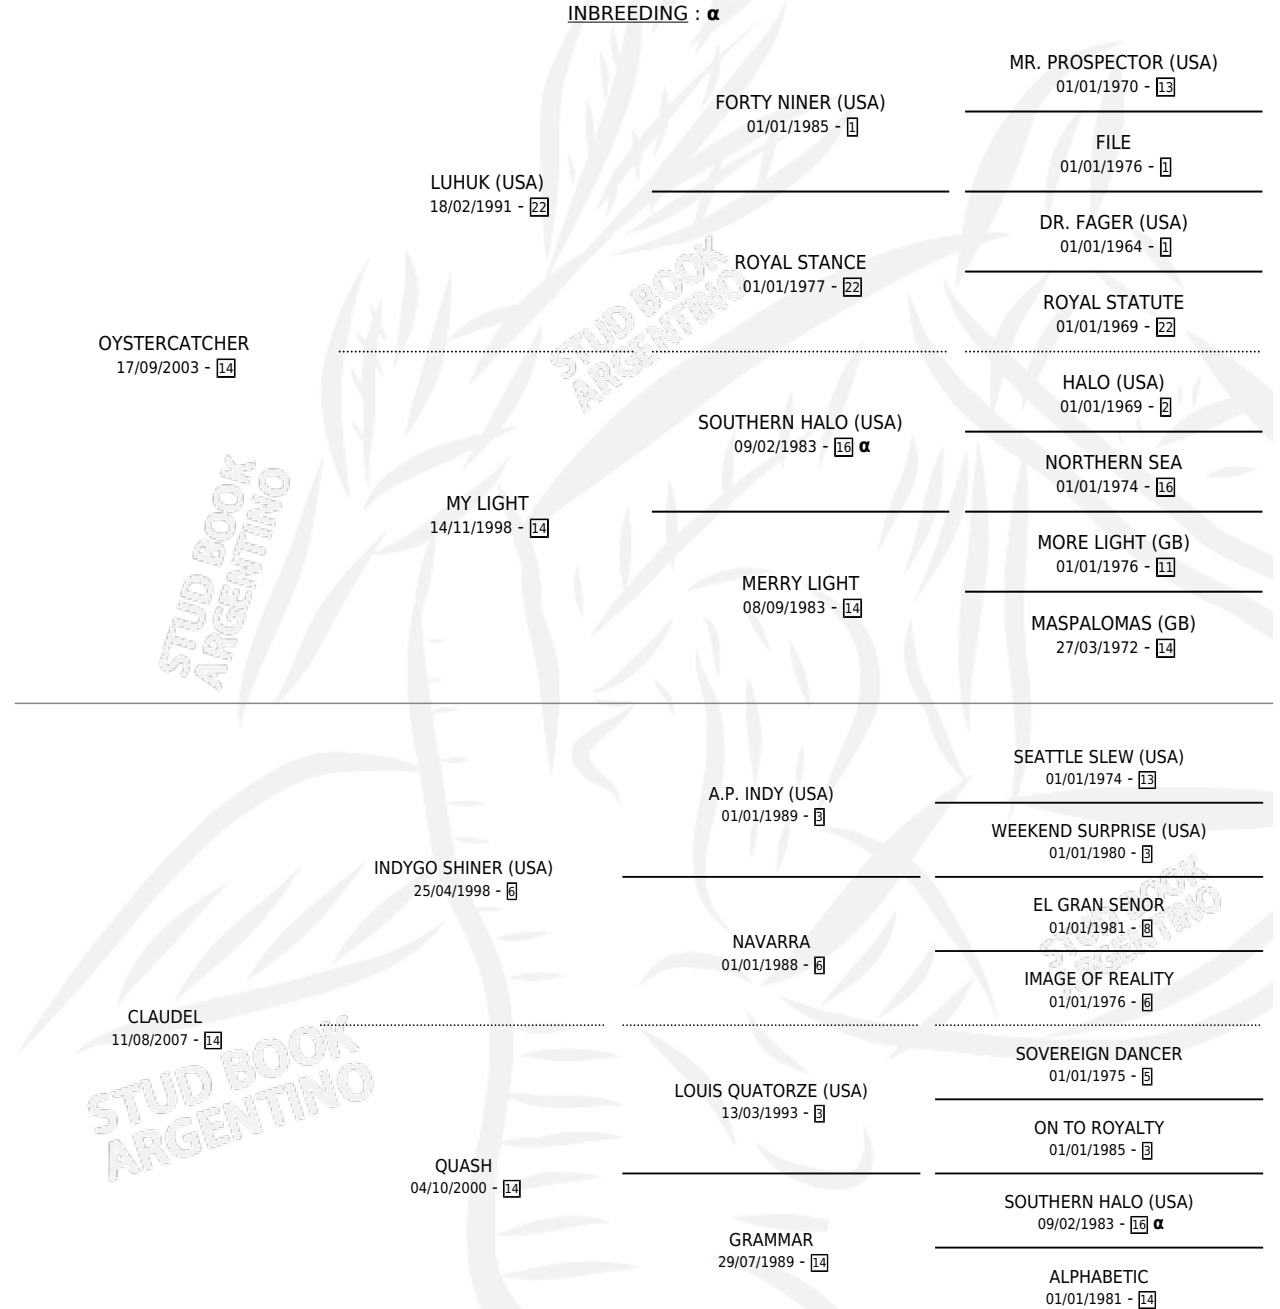 INBREEDING : α
MR. PROSPECTOR (USA)
01/01/1970 - 13
FORTY NINER (USA)
01/01/1985 - 1
FILE
01/01/1976 - 1
LUHUK (USA)
18/02/1991 - 22
DR. FAGER (USA)
01/01/1964 - 1
ROYAL STANCE
01/01/1977 - 22
ROYAL STATUTE
01/01/1969 - 22
OYSTERCATCHER
17/09/2003 - 14
HALO (USA)
01/01/1969 - 2
SOUTHERN HALO (USA)
09/02/1983 - 16 α
NORTHERN SEA
01/01/1974 - 16
MY LIGHT
14/11/1998 - 14
MORE LIGHT (GB)
01/01/1976 - 11
MERRY LIGHT
08/09/1983 - 14
MASPALOMAS (GB)
27/03/1972 - 14
STUD BOOK
ARGENTINO
STUD BOOK
ARGENTINO
SEATTLE SLEW (USA)
01/01/1974 - 13
A.P. INDY (USA)
01/01/1989 - 3
WEEKEND SURPRISE (USA)
01/01/1980 - 3
INDYGO SHINER (USA)
25/04/1998 - 6
EL GRAN SENOR
01/01/1981 - 8
NAVARRA
01/01/1988 - 6
IMAGE OF REALITY
01/01/1976 - 6
CLAUDEL
11/08/2007 - 14
SOVEREIGN DANCER
01/01/1975 - 5
LOUIS QUATORZE (USA)
13/03/1993 - 3
ON TO ROYALTY
01/01/1985 - 3
QUASH
04/10/2000 - 14
SOUTHERN HALO (USA)
09/02/1983 - 16 α
GRAMMAR
29/07/1989 - 14
ALPHABETIC
01/01/1981 - 14
STUD BOOK
ARGENTINO
STUD BOOK
ARGENTINO